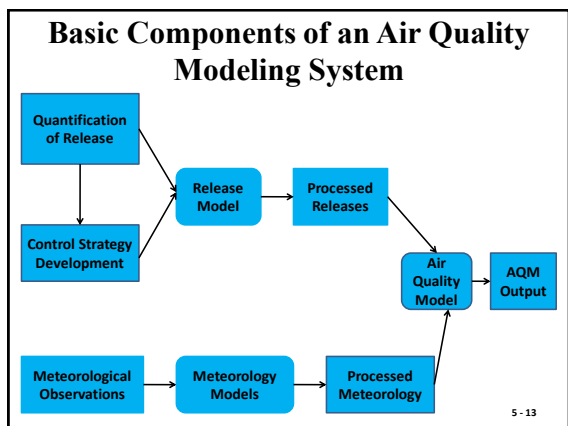 Basic Components of an Air Quality
Modeling System
Quantification
of Release
Release
Model
Processed
Releases
Control Strategy
Development
Air
Quality
Model
AQM
Output
Meteorological
Observations
Meteorology
Models
Processed
Meteorology
5 - 13